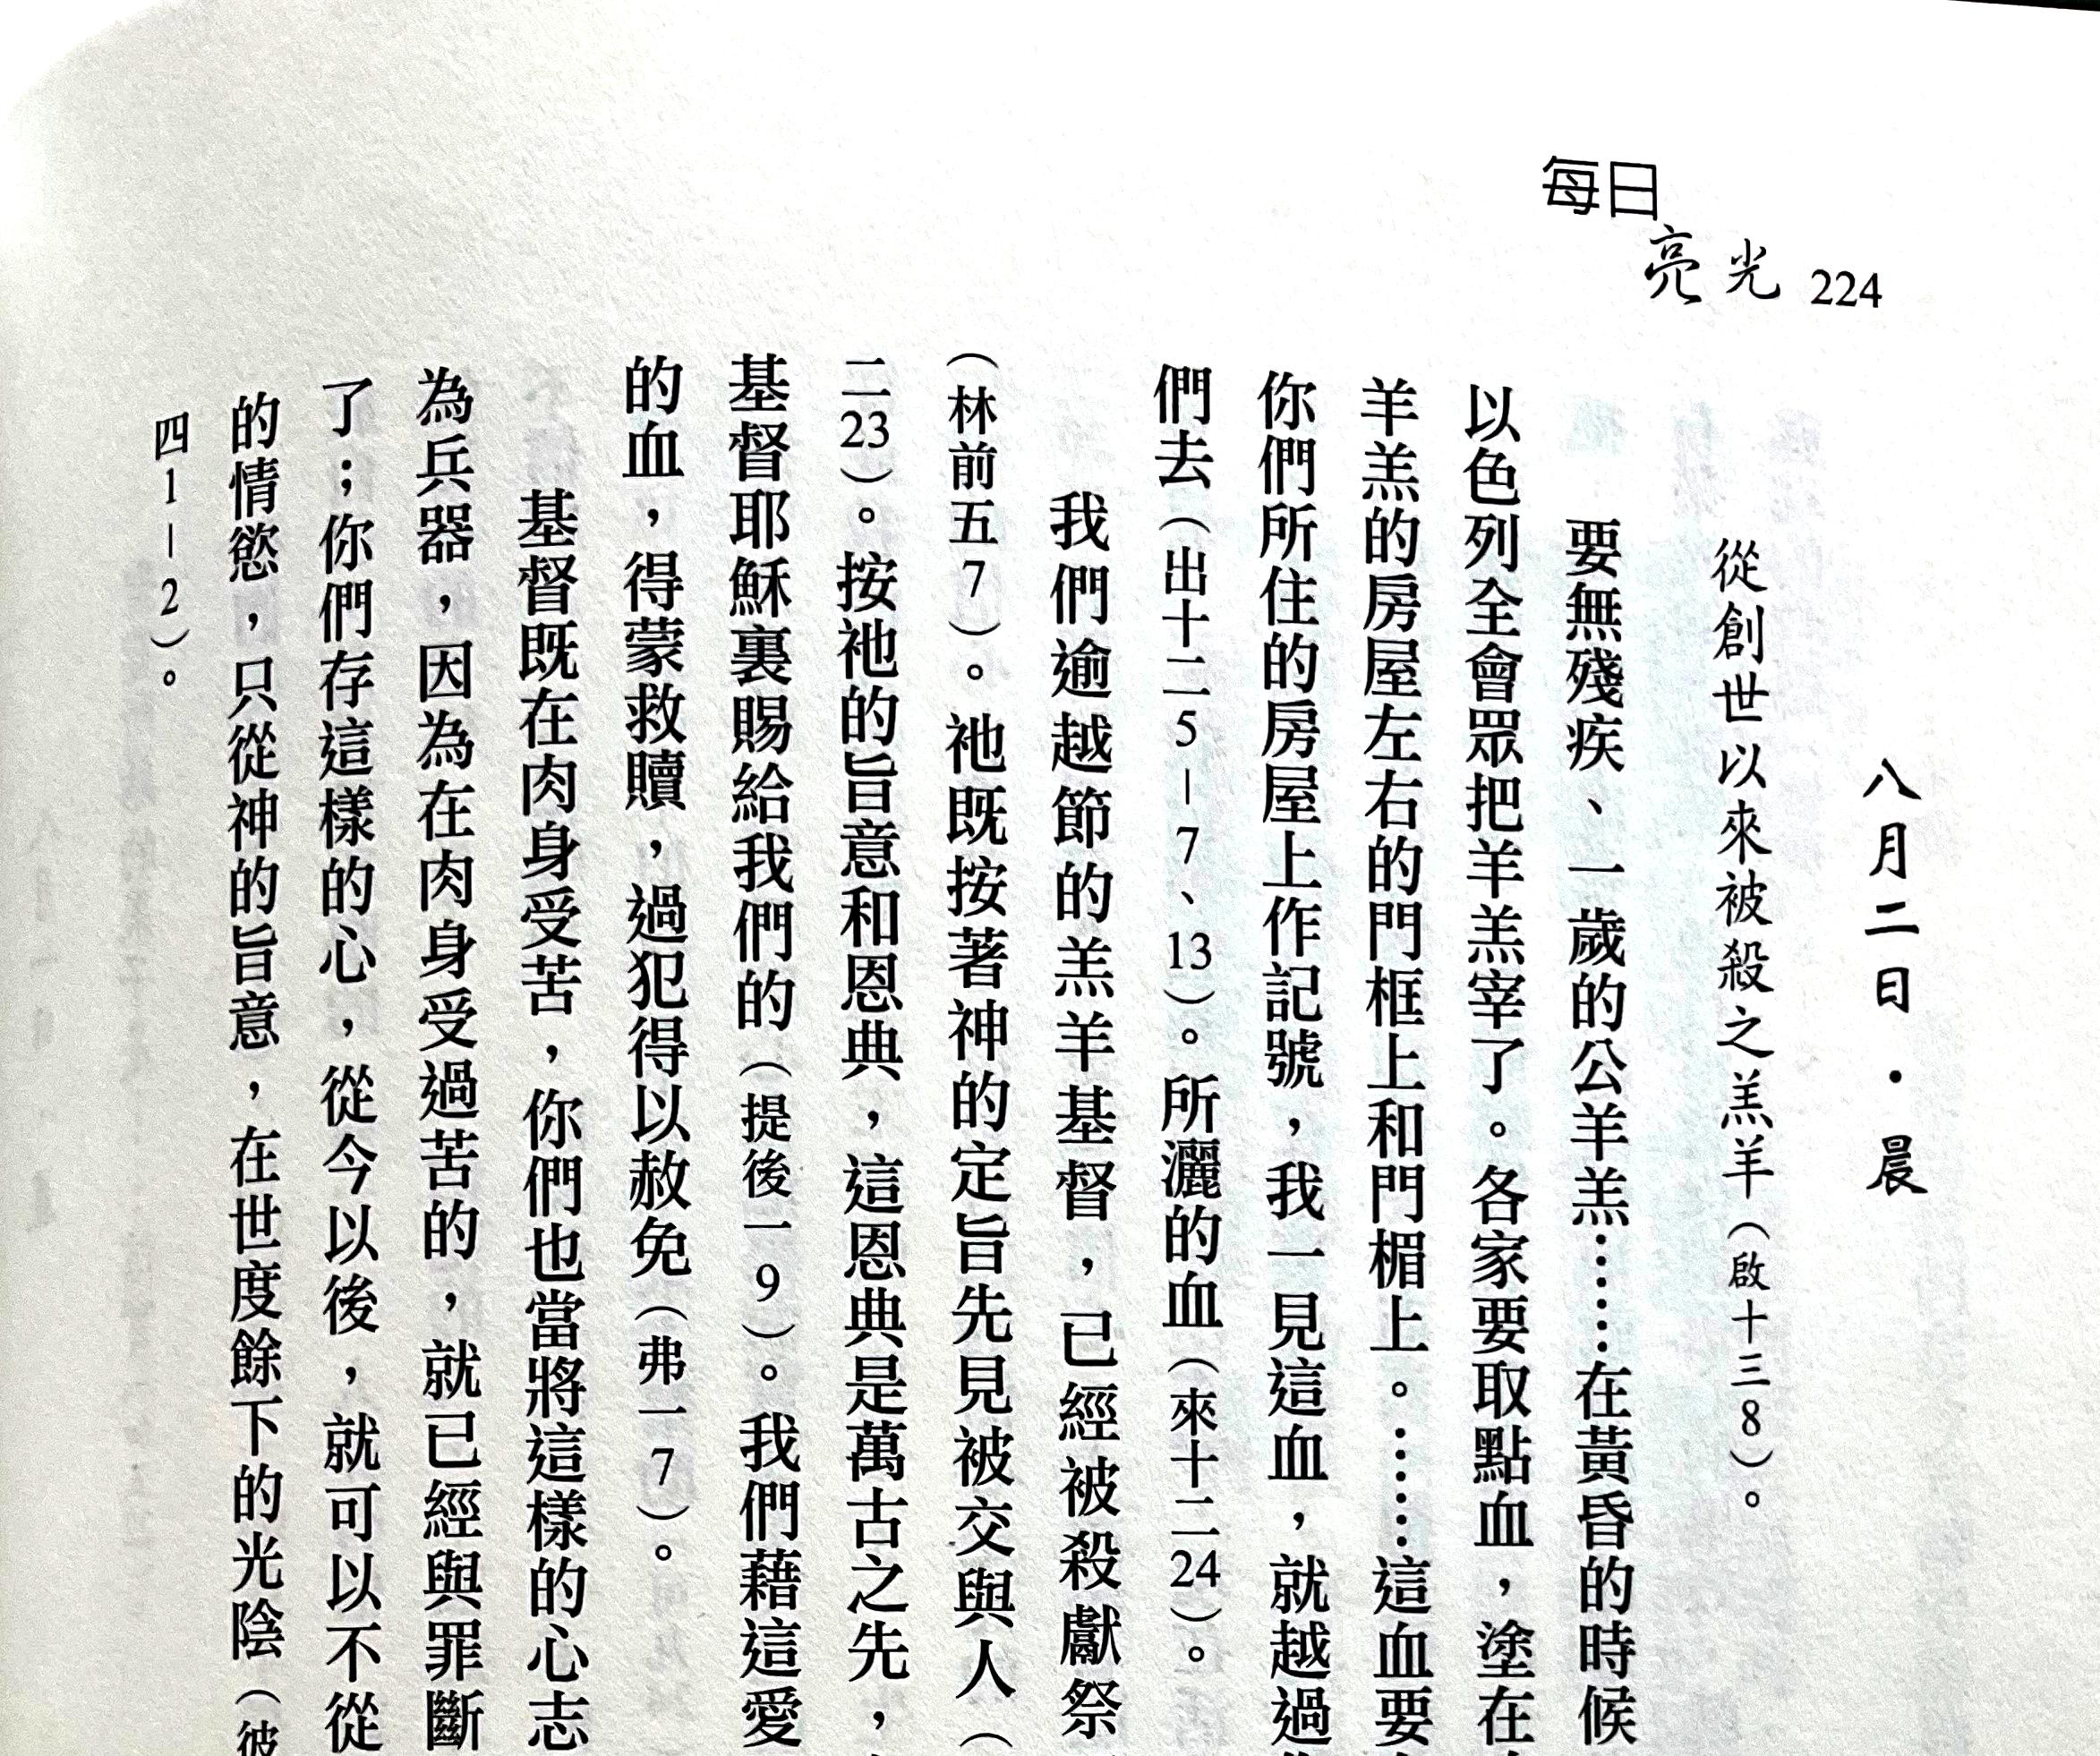 每日
亮光 224
八月二日・晨
從創世以來被殺之羔羊（啟十三8）。
要無殘疾、一歲的公羊羔……在黃昏的時候
以色列全會眾把羊羔宰了。各家要取點血，塗在
羊羔的房屋左右的門框上和門楣上。……這血要
你們所住的房屋上作記號，我一見這血，就越過
們去（出十二5－7、13）。所灑的血（來十二24）。
我們逾越節的羔羊基督，已經被殺獻祭
（林前五7）。祂既按著神的定旨先見被交與人（
二23）。按祂的旨意和恩典，這恩典是萬古之先，
基督耶穌裏賜給我們的（提後一9）。我們藉這愛
的血，得蒙救贖，過犯得以赦免（弗一7）。
基督既在肉身受苦，你們也當將這樣的心志
為兵器，因為在肉身受過苦的，就已經與罪斷
了；你們存這樣的心，從今以後，就可以不從
的情慾，只從神的旨意，在世度餘下的光陰（彼
四1－2）。